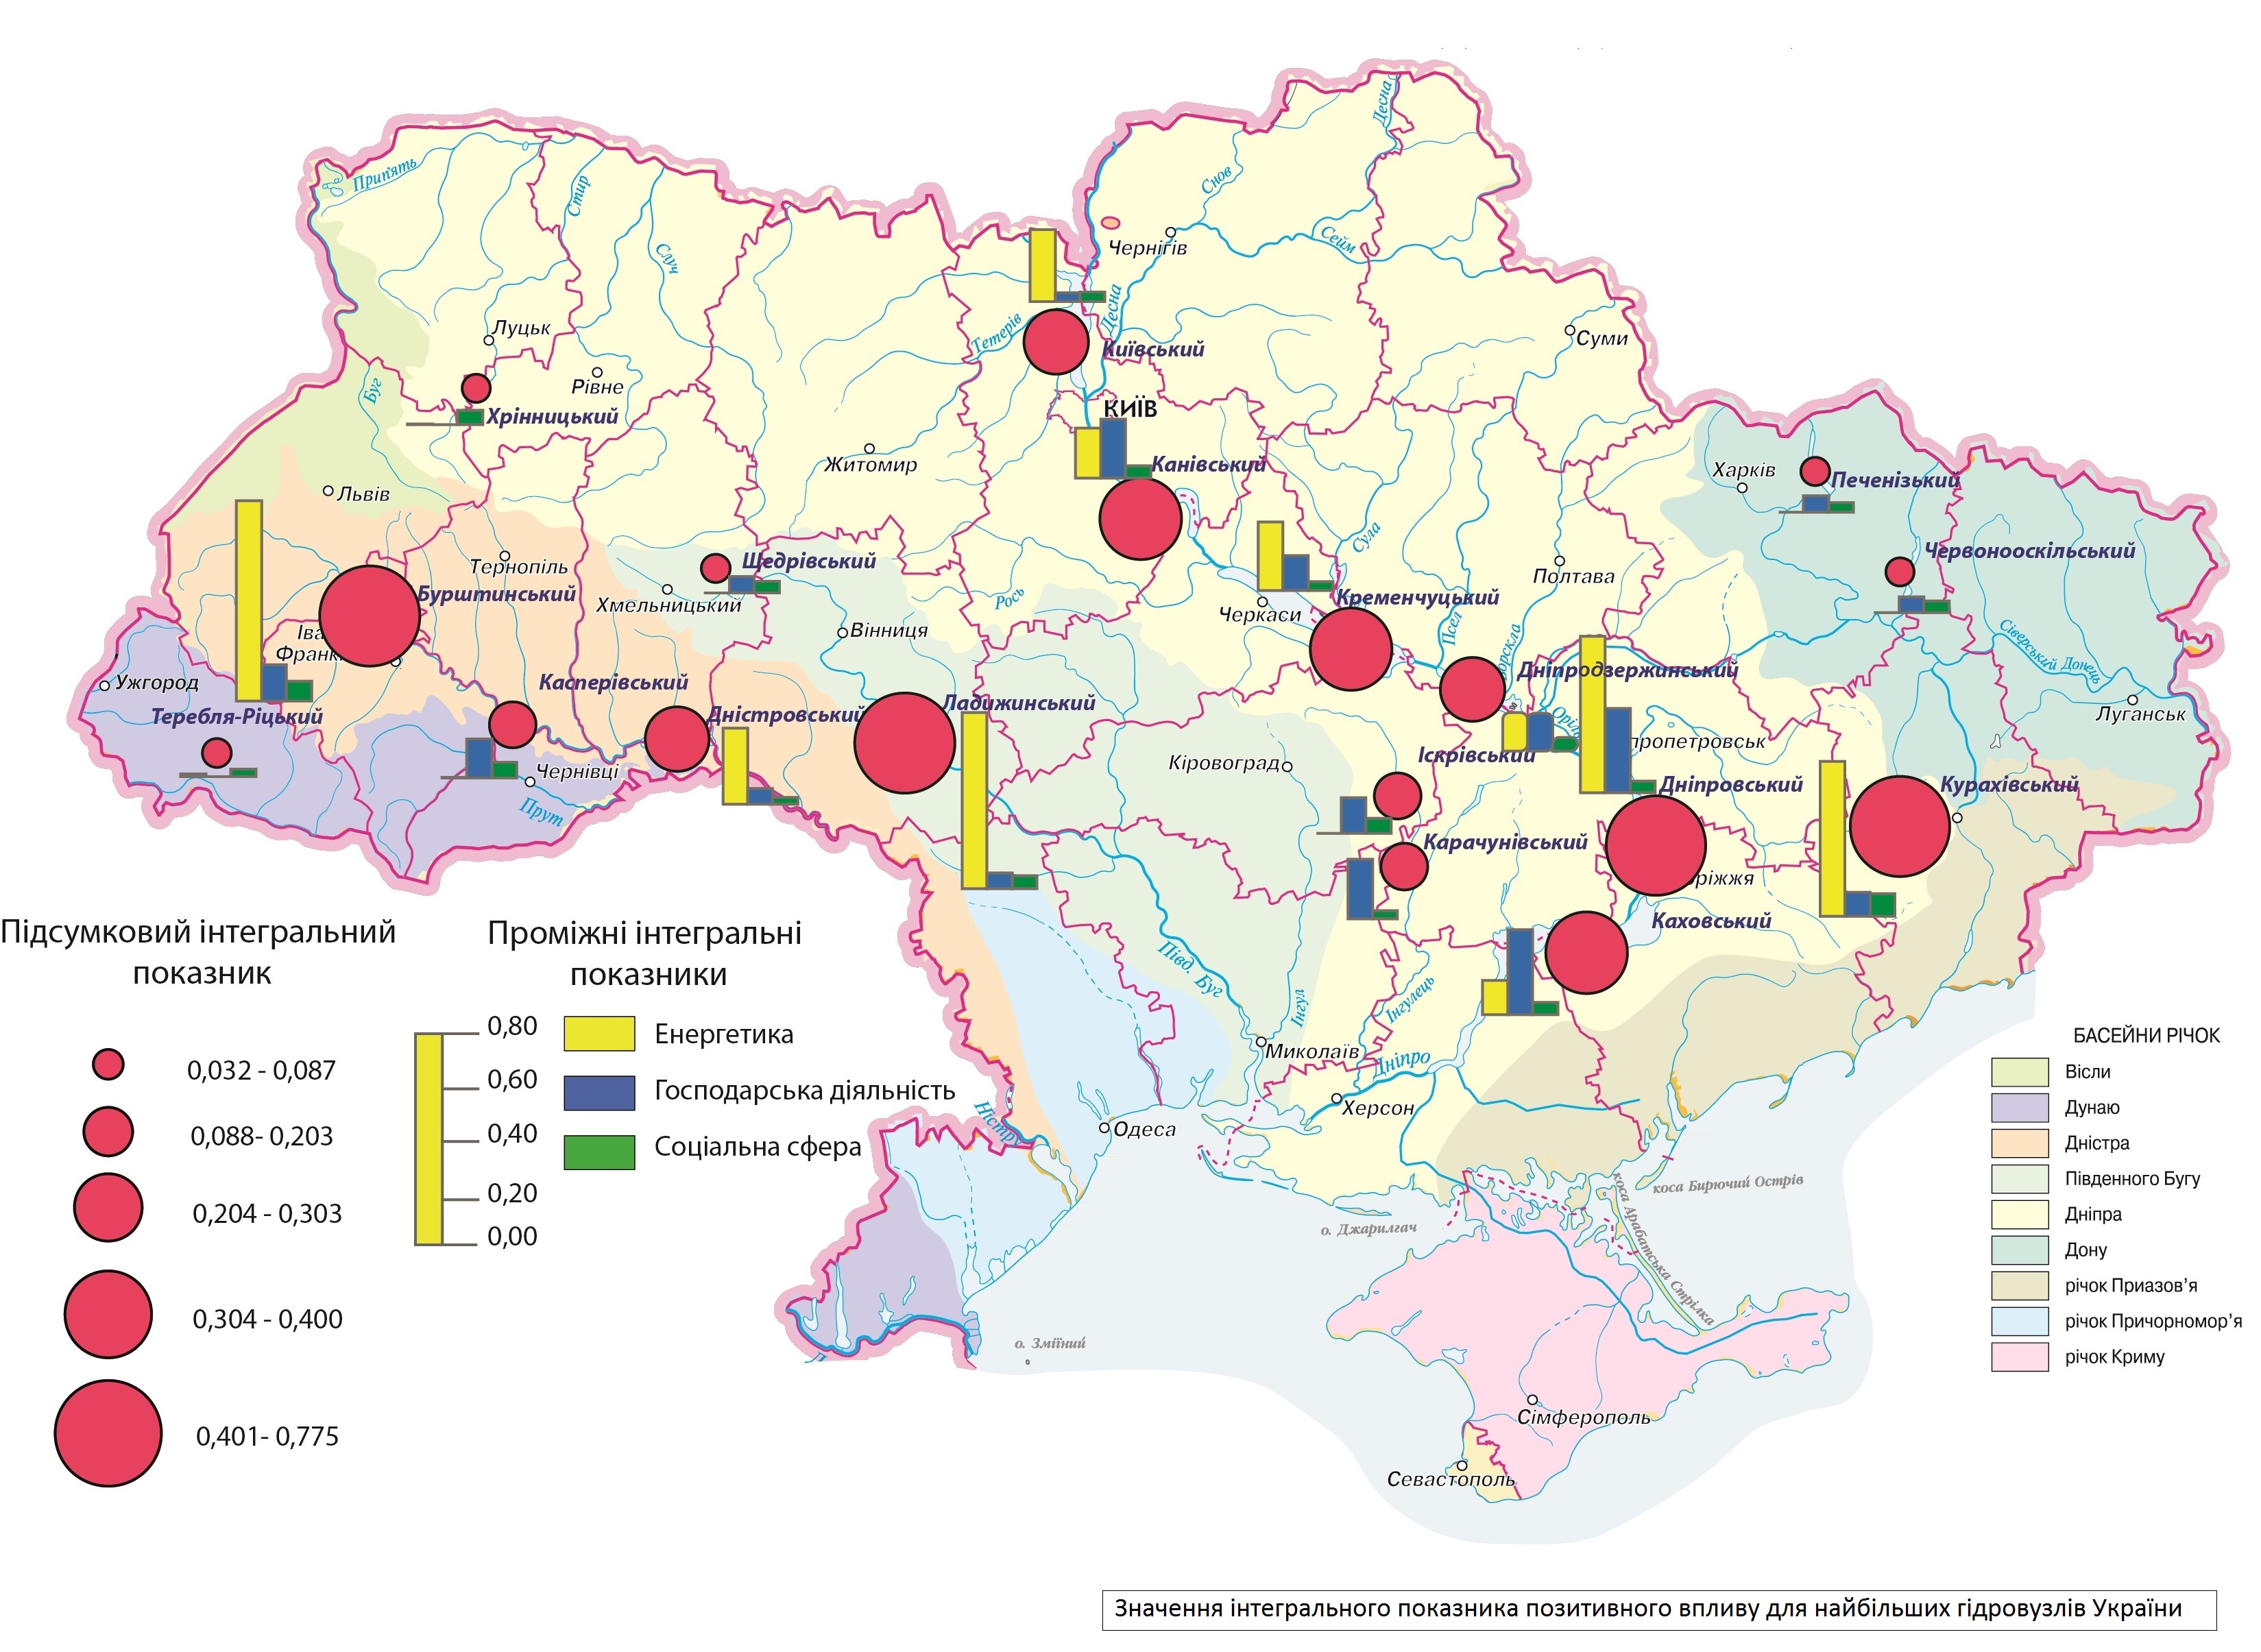 Десна
Прип'ять
Стир
Снов
Случ
Чернігів
Сейм
Десна
Тетерів
Луцьк
Київський
Суми
Рівне
Буг
КИЇВ
Хрінницький
Житомир
Канівський
Харків
Печенізький
Львів
Сула
Червонооскільський
Щедрівський
Тернопіль
Полтава
Бурштинський
Хмельницький
Рось
Кременчуцький
Черкаси
Вінниця
Псел
Іва
Франк
Сіверський Донець
Ужгород
Касперівський
Дніпродзержинський
Теребля-Ріцький
Дністровський
Ладижинський
Луганськ
Оріль
Іскрівський
пропетровськ
Кіровоград
Чернівці
Прут
Дніпровський
Курахівський
Карачунівський
ріжжя
Каховський
Підсумковий інтегральний
показник
0,032 - 0,087
0,088- 0,203
0,204 - 0,303
0,304 - 0,400
0,401- 0,775
Проміжні інтегральні
показники
0,80
0,60
0,40
0,20
0,00
Енергетика
Господарська діяльність
Соціальна сфера
Півд. Буг
Інгул
Інгулець
Миколаїв
Дніпро
Херсон
Одеса
Ністру
коса Бирючий Острів
о. Джарилгач
коса Арабатська Стрілка
о. Зміїний
Сімферополь
Севастополь
БАСЕЙНИ РІЧОК
Вісли
Дунаю
Дністра
Південного Бугу
Дніпра
Дону
річок Приазов'я
річок Причорномор'я
річок Криму
Значення інтегрального показника позитивного впливу для найбільших гідровузлів України